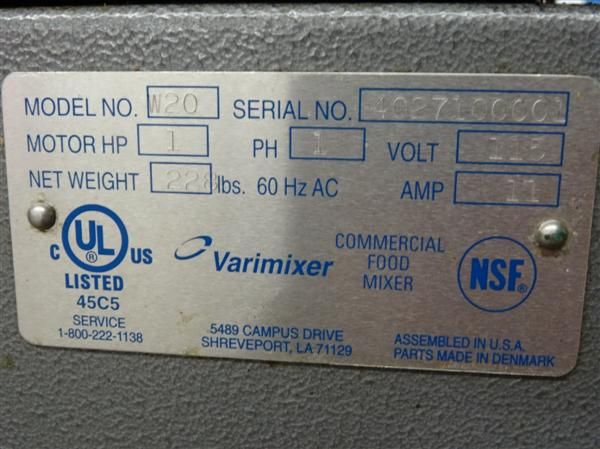 MODEL NO. W20 SERIAL NO.
MOTOR HP 1 PH 1 VOLT 115
NET WEIGHT 228 lbs. 60 Hz AC AMP 11
C UL ® US
LISTED
45C5
Varimixer
COMMERCIAL
FOOD
MIXER
NSF®
SERVICE
1-800-222-1138
5489 CAMPUS DRIVE
SHREVEPORT, LA 71129
ASSEMBLED IN U.S.A.
PARTS MADE IN DENMARK